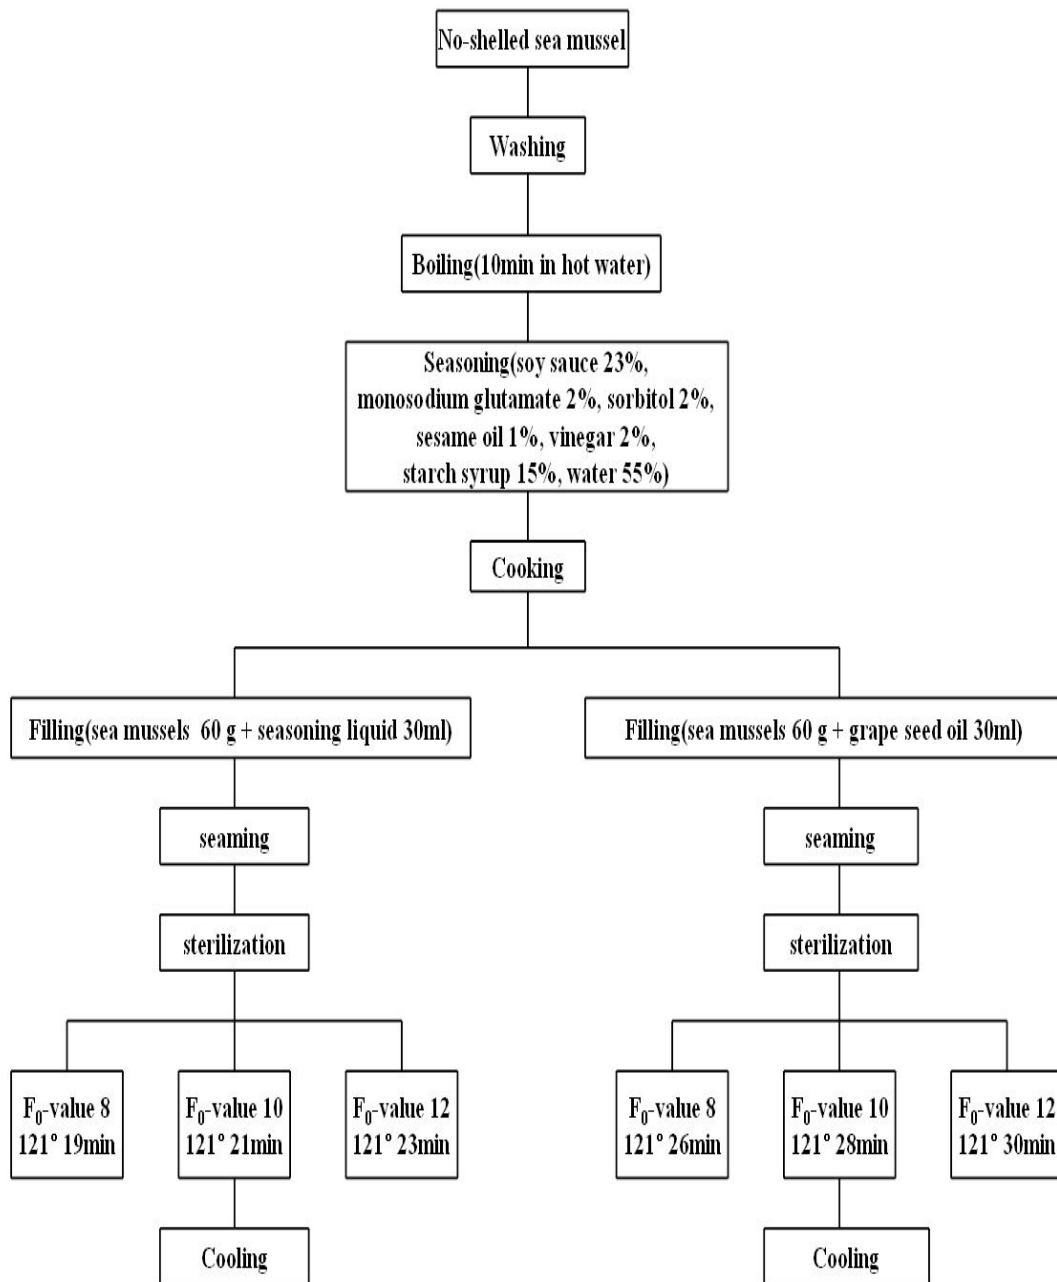 No-shelled sea mussel
Washing
Boiling(10min in hot water)
Seasoning(soy sauce 23%,
monosodium glutamate 2%, sorbitol 2%,
sesame oil 1%, vinegar 2%,
starch syrup 15%, water 55%)
Cooking
Filling(sea mussels 60 g + seasoning liquid 30ml)
Filling(sea mussels 60 g + grape seed oil 30ml)
seaming
seaming
sterilization
sterilization
F₀-value 8
121° 19min
F₀-value 10
121° 21min
F₀-value 12
121° 23min
F₀-value 8
121° 26min
F₀-value 10
121° 28min
F₀-value 12
121° 30min
Cooling
Cooling